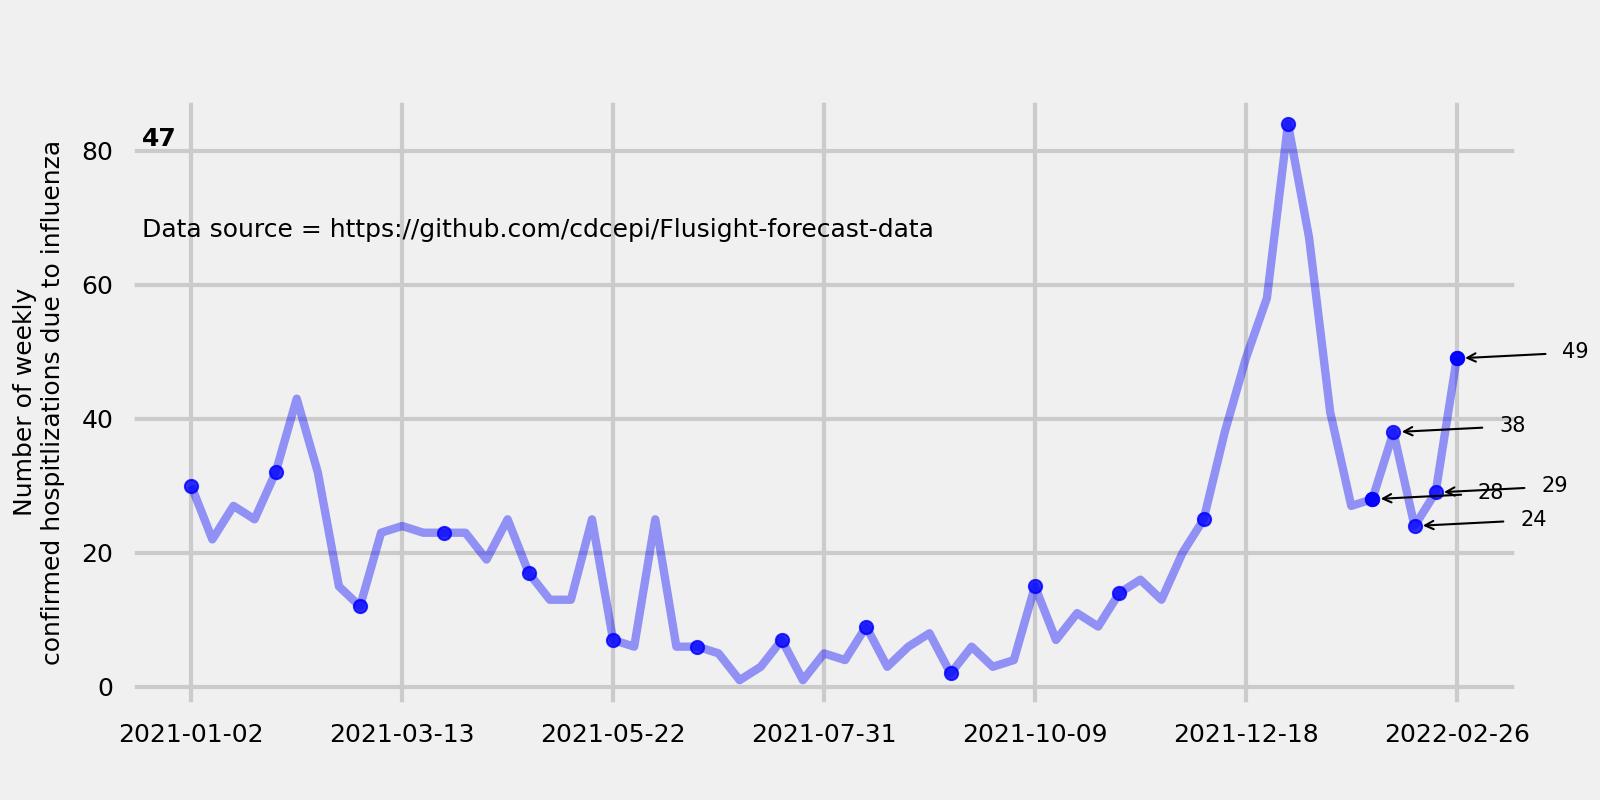 47
80
Data source = https://github.com/cdcepi/Flusight-forecast-data
60
40
20
0
Number of weekly
confirmed hospitlizations due to influenza
49
38
28
29
24
2021-01-02 2021-03-13 2021-05-22 2021-07-31 2021-10-09 2021-12-18 2022-02-26